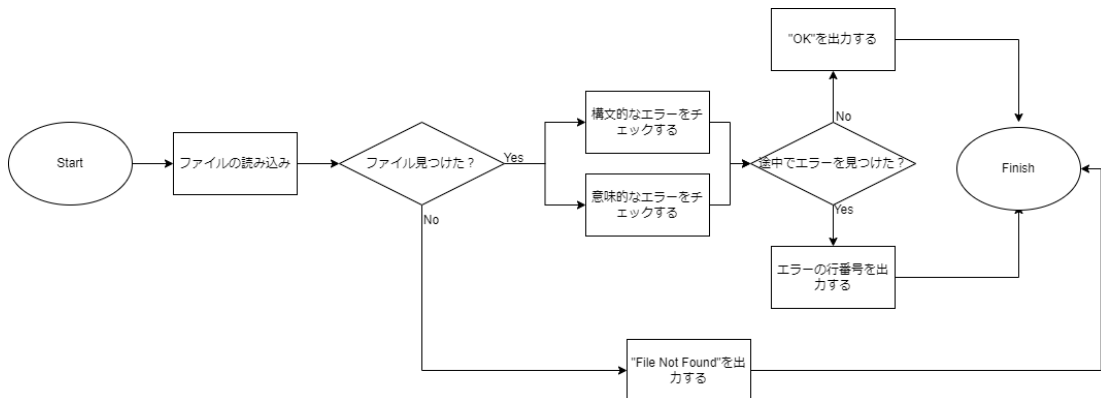 Start
ファイルの読み込み
ファイル見つけた？
Yes
No
構文的なエラーをチ
ェックする
意味的なエラーをチ
ェックする
途中でエラーを見つけた？
No
"OK"を出力する
Yes
エラーの行番号を出
力する
"File Not Found"を出
力する
Finish